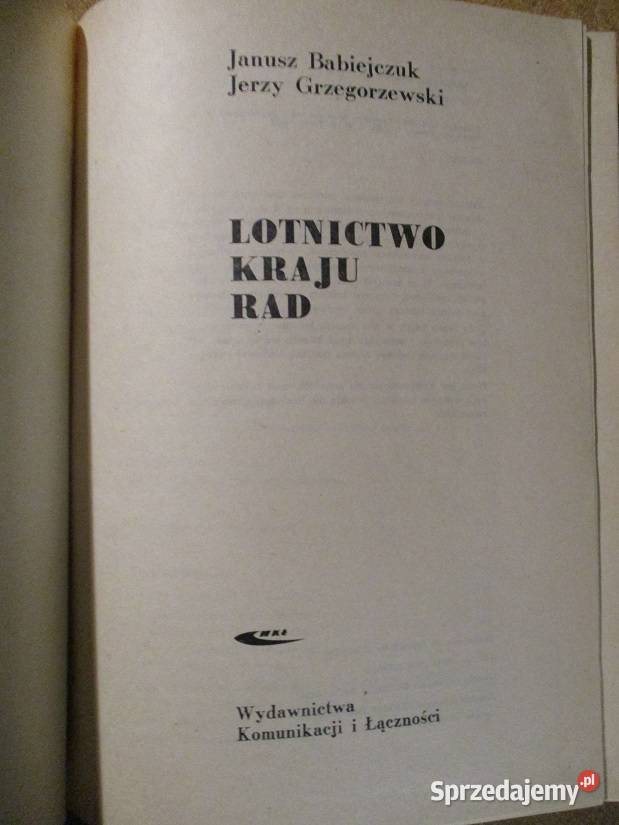 Janusz Babiejczuk
Jerzy Grzegorzewski
LOTNICTWO
KRAJU
RAD
WKŁ
Wydawnictwa
Komunikacji i Łączności
Sprzedajemy.pl